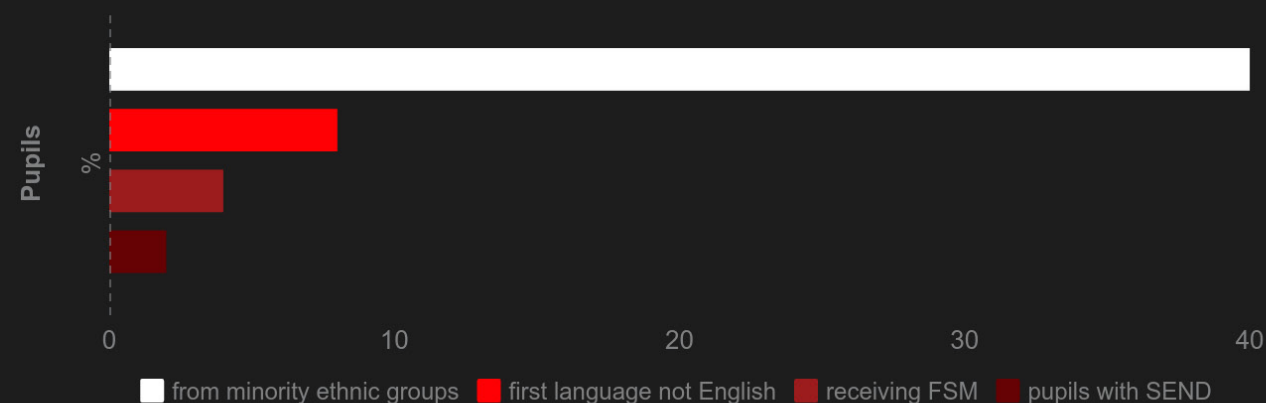 Pupils
%
0 10 20 30 40
from minority ethnic groups first language not English receiving FSM pupils with SEND